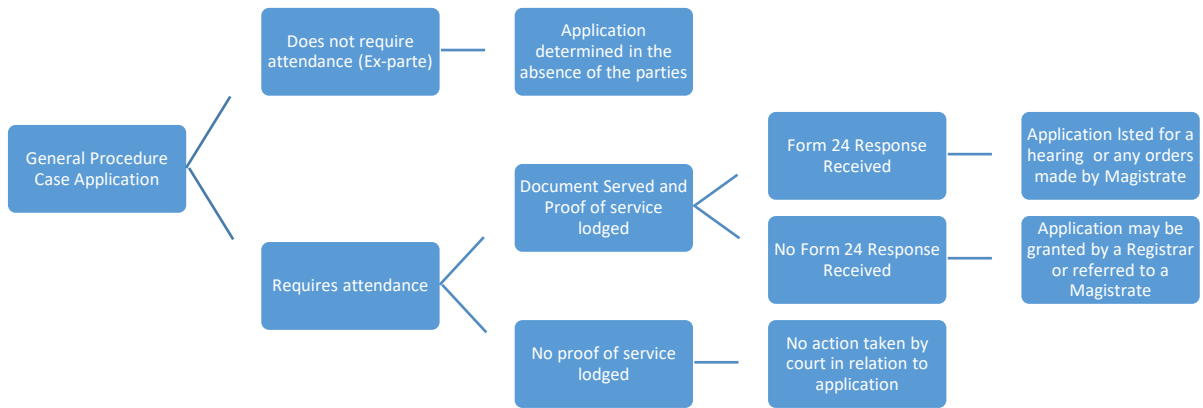 Does not require
attendance (Ex-parte)
Application
determined in the
absence of the parties
General Procedure
Case Application
Requires attendance
Document Served and
Proof of service
lodged
Form 24 Response
Received
Application lsted for a
hearing or any orders
made by Magistrate
No Form 24 Response
Received
Application may be
granted by a Registrar
or referred to a
Magistrate
No proof of service
lodged
No action taken by
court in relation to
application